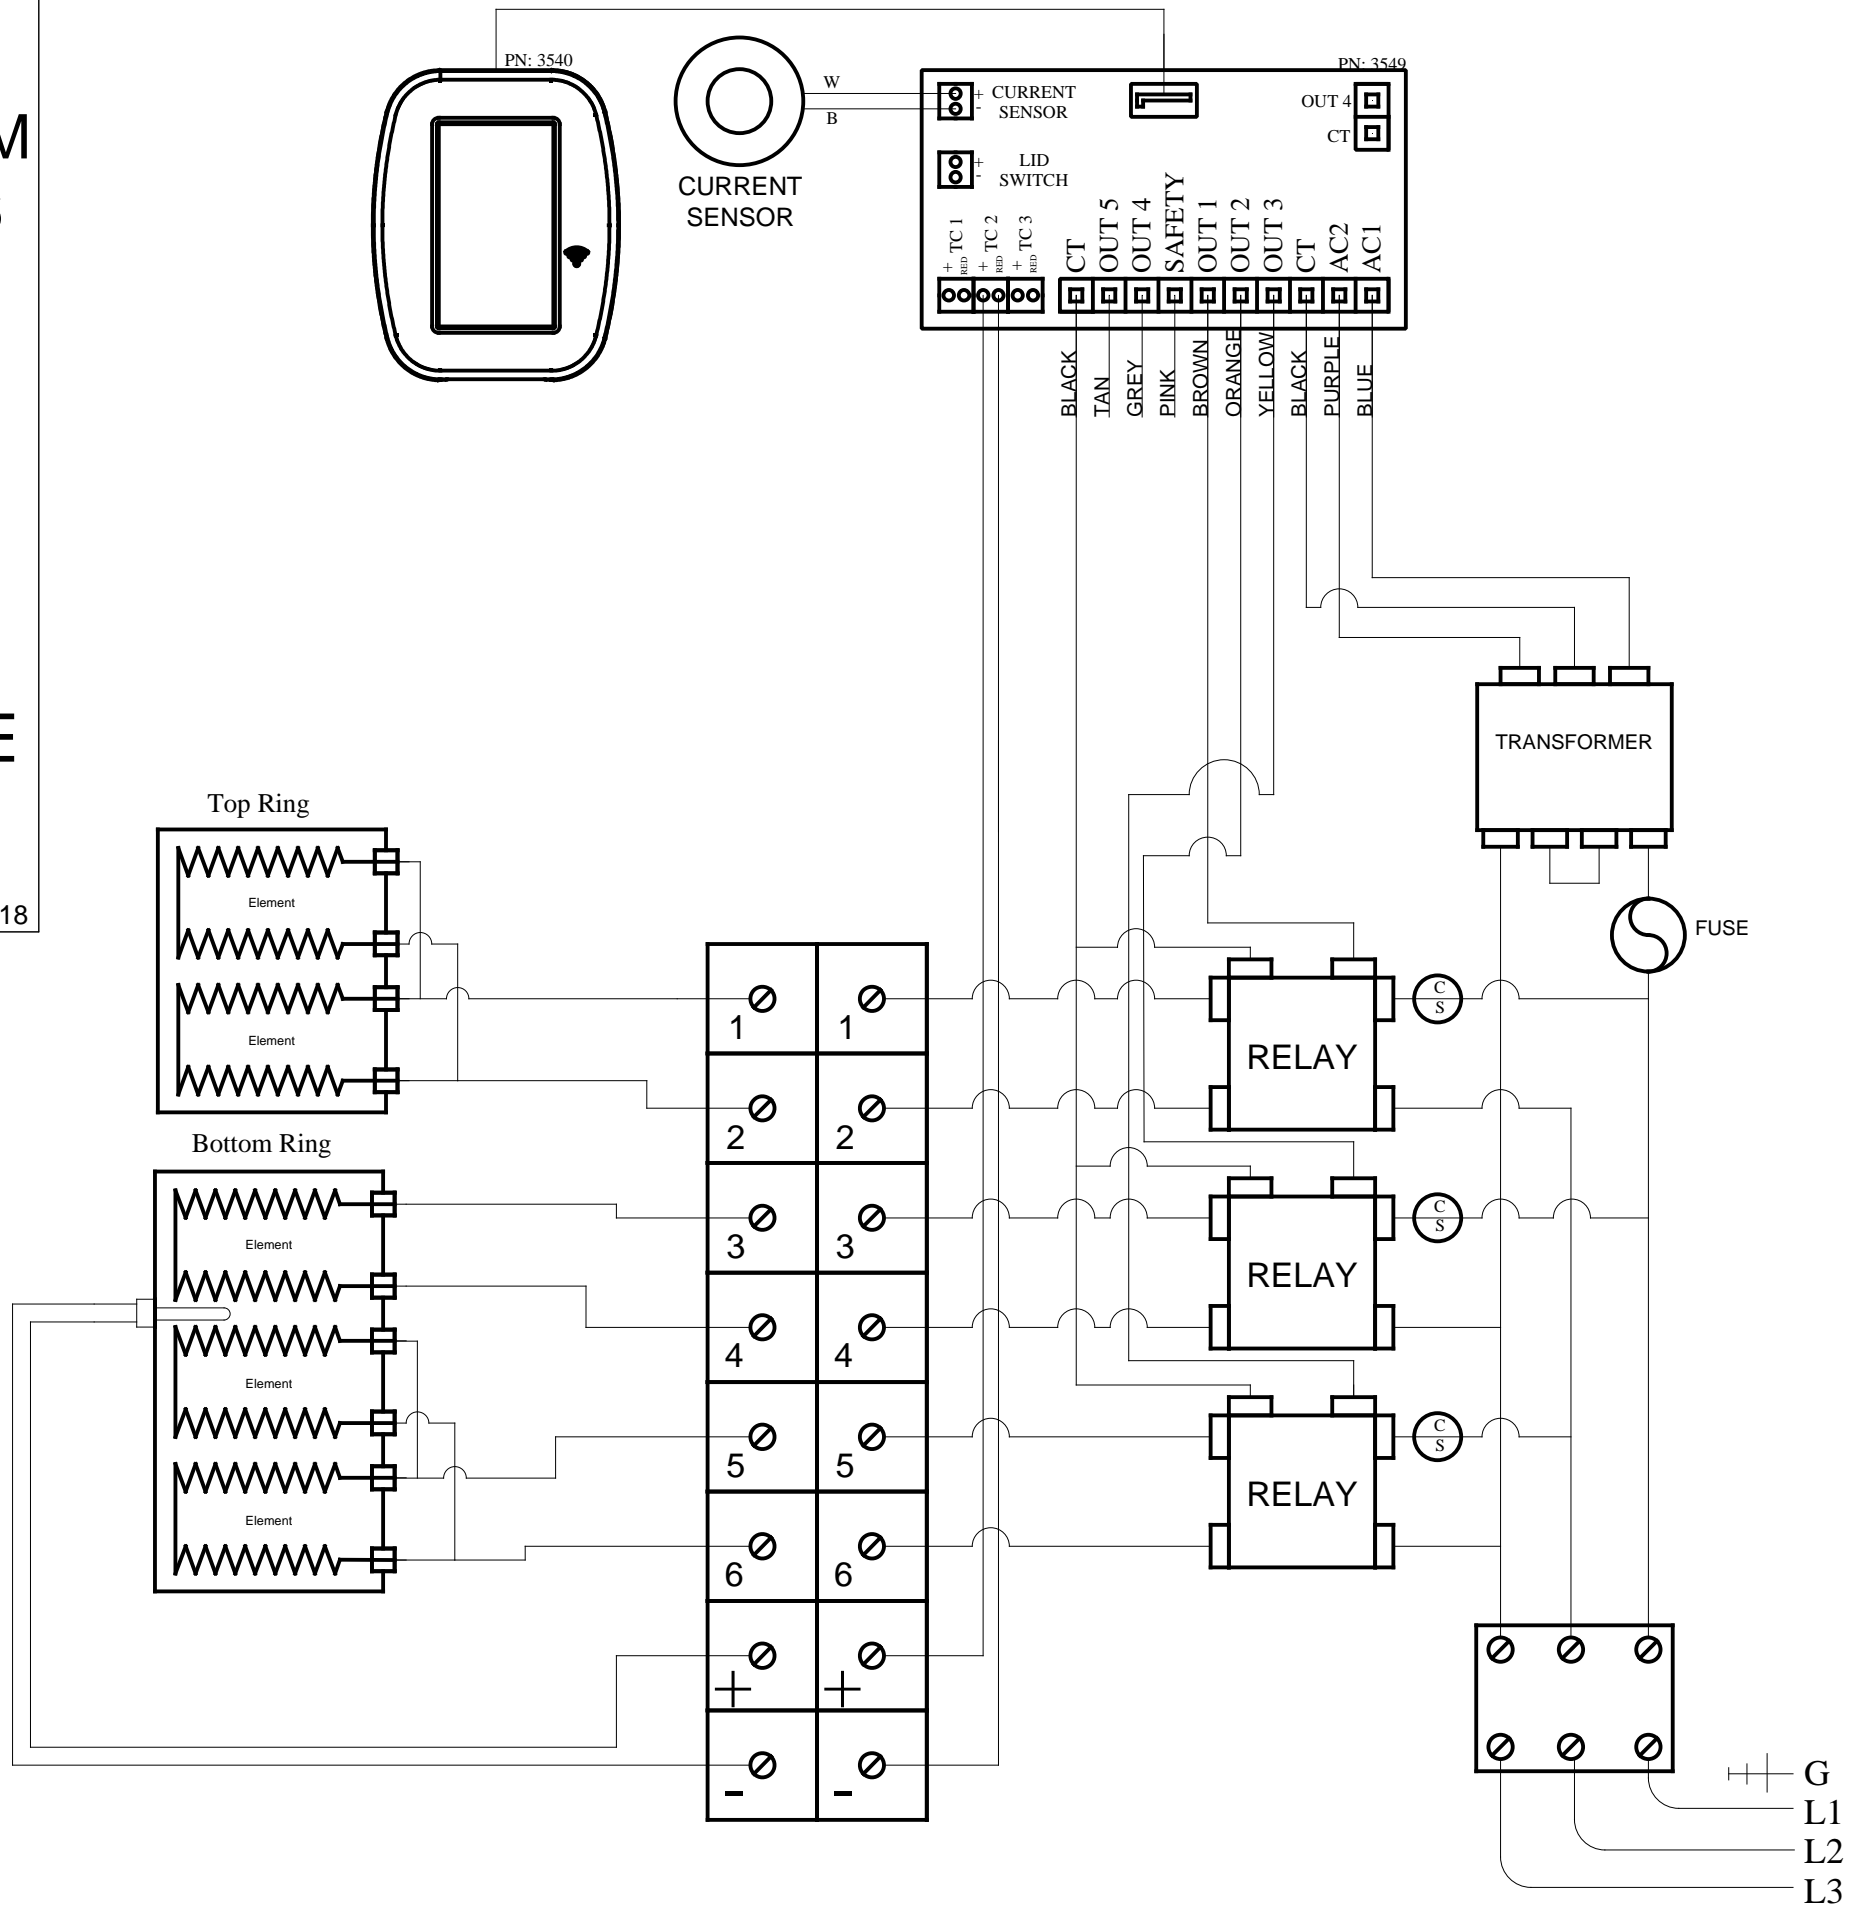 PN: 3540
PN: 3549
M
W
B
+ CURRENT
- SENSOR
OUT 4
CT
+ LID
- SWITCH
CURRENT
SENSOR
+ TC 1
RED
+ TC 2
RED
+ TC 3
RED
CT
OUT 5
OUT 4
SAFETY
OUT 1
OUT 2
OUT 3
CT
AC2
AC1
BLACK
TAN
GREY
PINK
BROWN
ORANGE
YELLOW
BLACK
PURPLE
BLUE
E
TRANSFORMER
18
FUSE
Top Ring
Element
Element
Bottom Ring
Element
Element
Element
1 1
2 2
3 3
4 4
5 5
6 6
+ +
- -
RELAY
C
S
RELAY
C
S
RELAY
C
S
G
L1
L2
L3